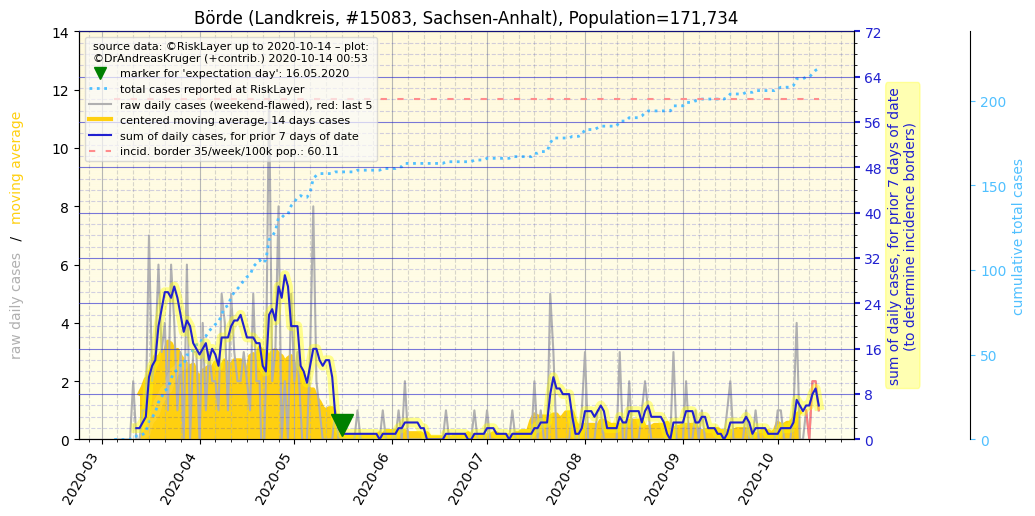 Börde (Landkreis, #15083, Sachsen-Anhalt), Population=171,734
source data: ©RiskLayer up to 2020-10-14 – plot:
©DrAndreasKruger (+contrib.) 2020-10-14 00:53
marker for 'expectation day': 16.05.2020
total cases reported at RiskLayer
raw daily cases (weekend-flawed), red: last 5
centered moving average, 14 days cases
sum of daily cases, for prior 7 days of date
incid. border 35/week/100k pop.: 60.11
raw daily cases / moving average
14
12
10
8
6
4
2
0
2020-03
2020-04
2020-05
2020-06
2020-07
2020-08
2020-09
2020-10
72
64
56
48
40
32
24
16
8
0
sum of daily cases, for prior 7 days of date
(to determine incidence borders)
200
150
100
50
0
cumulative total cases